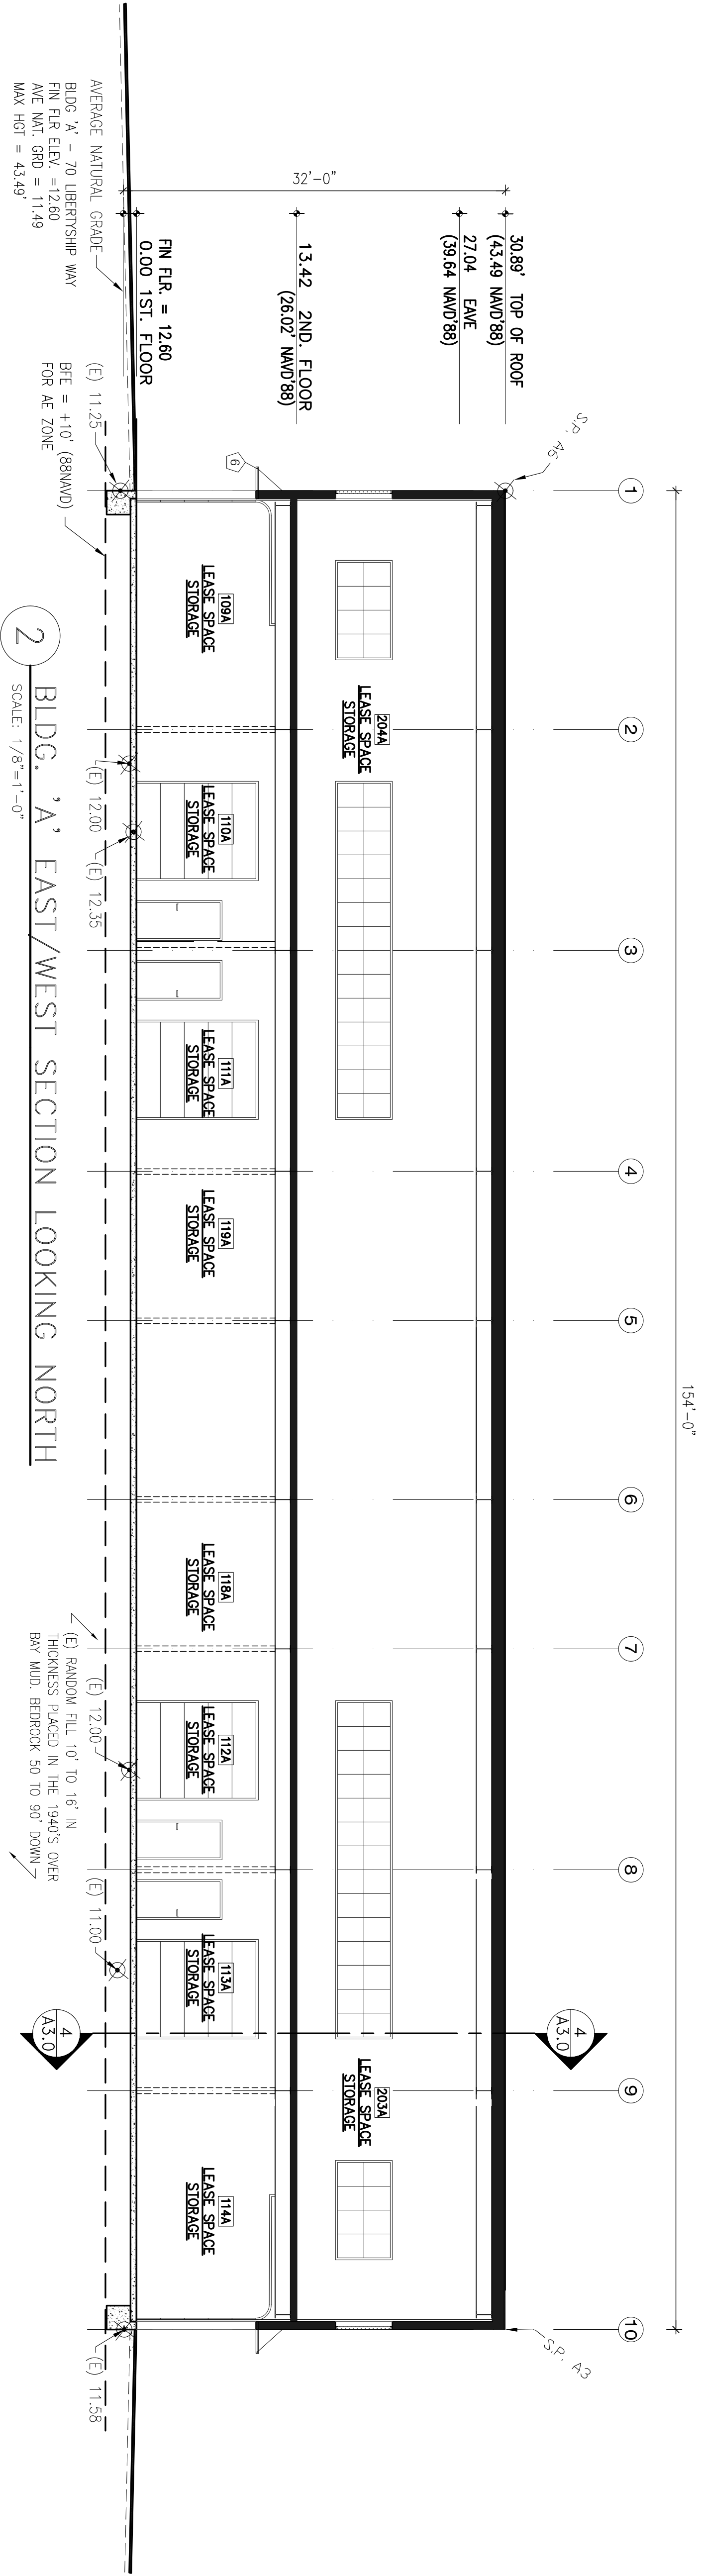 154'-0"
1
2
3
4
5
6
7
8
9
10
S.P. A6
S.P. A3
4
A3.0
32'-0"
30.89' TOP OF ROOF
(43.49 NAVD'88)
27.04 EAVE
(39.64 NAVD'88)
13.42 2ND. FLOOR
(26.02' NAVD'88)
FIN FLR. = 12.60
0.00 1ST. FLOOR
6
204A
LEASE SPACE
STORAGE
203A
LEASE SPACE
STORAGE
109A
LEASE SPACE
STORAGE
110A
LEASE SPACE
STORAGE
111A
LEASE SPACE
STORAGE
119A
LEASE SPACE
STORAGE
118A
LEASE SPACE
STORAGE
112A
LEASE SPACE
STORAGE
113A
LEASE SPACE
STORAGE
114A
LEASE SPACE
STORAGE
AVERAGE NATURAL GRADE
BLDG 'A' - 70 LIBERTYSHIP WAY
FIN FLR ELEV. =12.60
AVE NAT. GRD = 11.49
MAX HGT = 43.49'
(E) 11.25
BFE = +10' (88NAVD)
FOR AE ZONE
(E) 12.00
(E) 12.35
(E) RANDOM FILL 10' TO 16' IN
THICKNESS PLACED IN THE 1940'S OVER
BAY MUD. BEDROCK 50 TO 90' DOWN
(E) 12.00
(E) 11.00
(E) 11.58
4
A3.0
2
BLDG. 'A' EAST/WEST SECTION LOOKING NORTH
SCALE: 1/8"=1'-0"